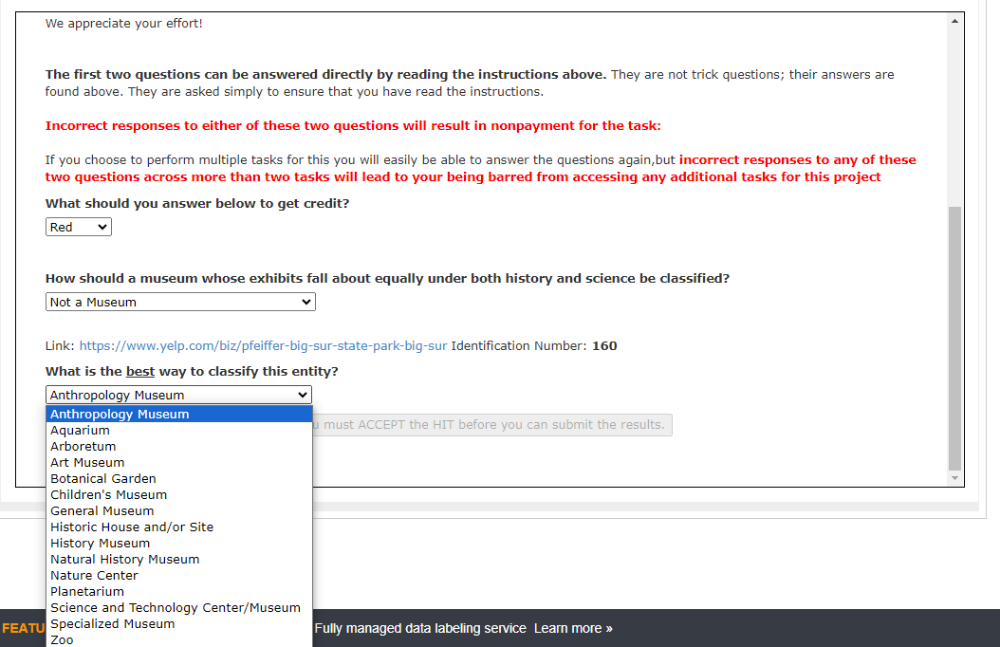 We appreciate your effort!
The first two questions can be answered directly by reading the instructions above. They are not trick questions; their answers are
found above. They are asked simply to ensure that you have read the instructions.
Incorrect responses to either of these two questions will result in nonpayment for the task:
If you choose to perform multiple tasks for this you will easily be able to answer the questions again,but incorrect responses to any of these
two questions across more than two tasks will lead to your being barred from accessing any additional tasks for this project
What should you answer below to get credit?
Red
How should a museum whose exhibits fall about equally under both history and science be classified?
Not a Museum
Link: https://www.yelp.com/biz/pfeiffer-big-sur-state-park-big-sur Identification Number: 160
What is the best way to classify this entity?
Anthropology Museum
Anthropology Museum
must ACCEPT the HIT before you can submit the results.
Aquarium
Arboretum
Art Museum
Botanical Garden
Children's Museum
General Museum
Historic House and/or Site
History Museum
Natural History Museum
Nature Center
Planetarium
Science and Technology Center/Museum
Specialized Museum
Zoo
FEATU
Fully managed data labeling service Learn more »